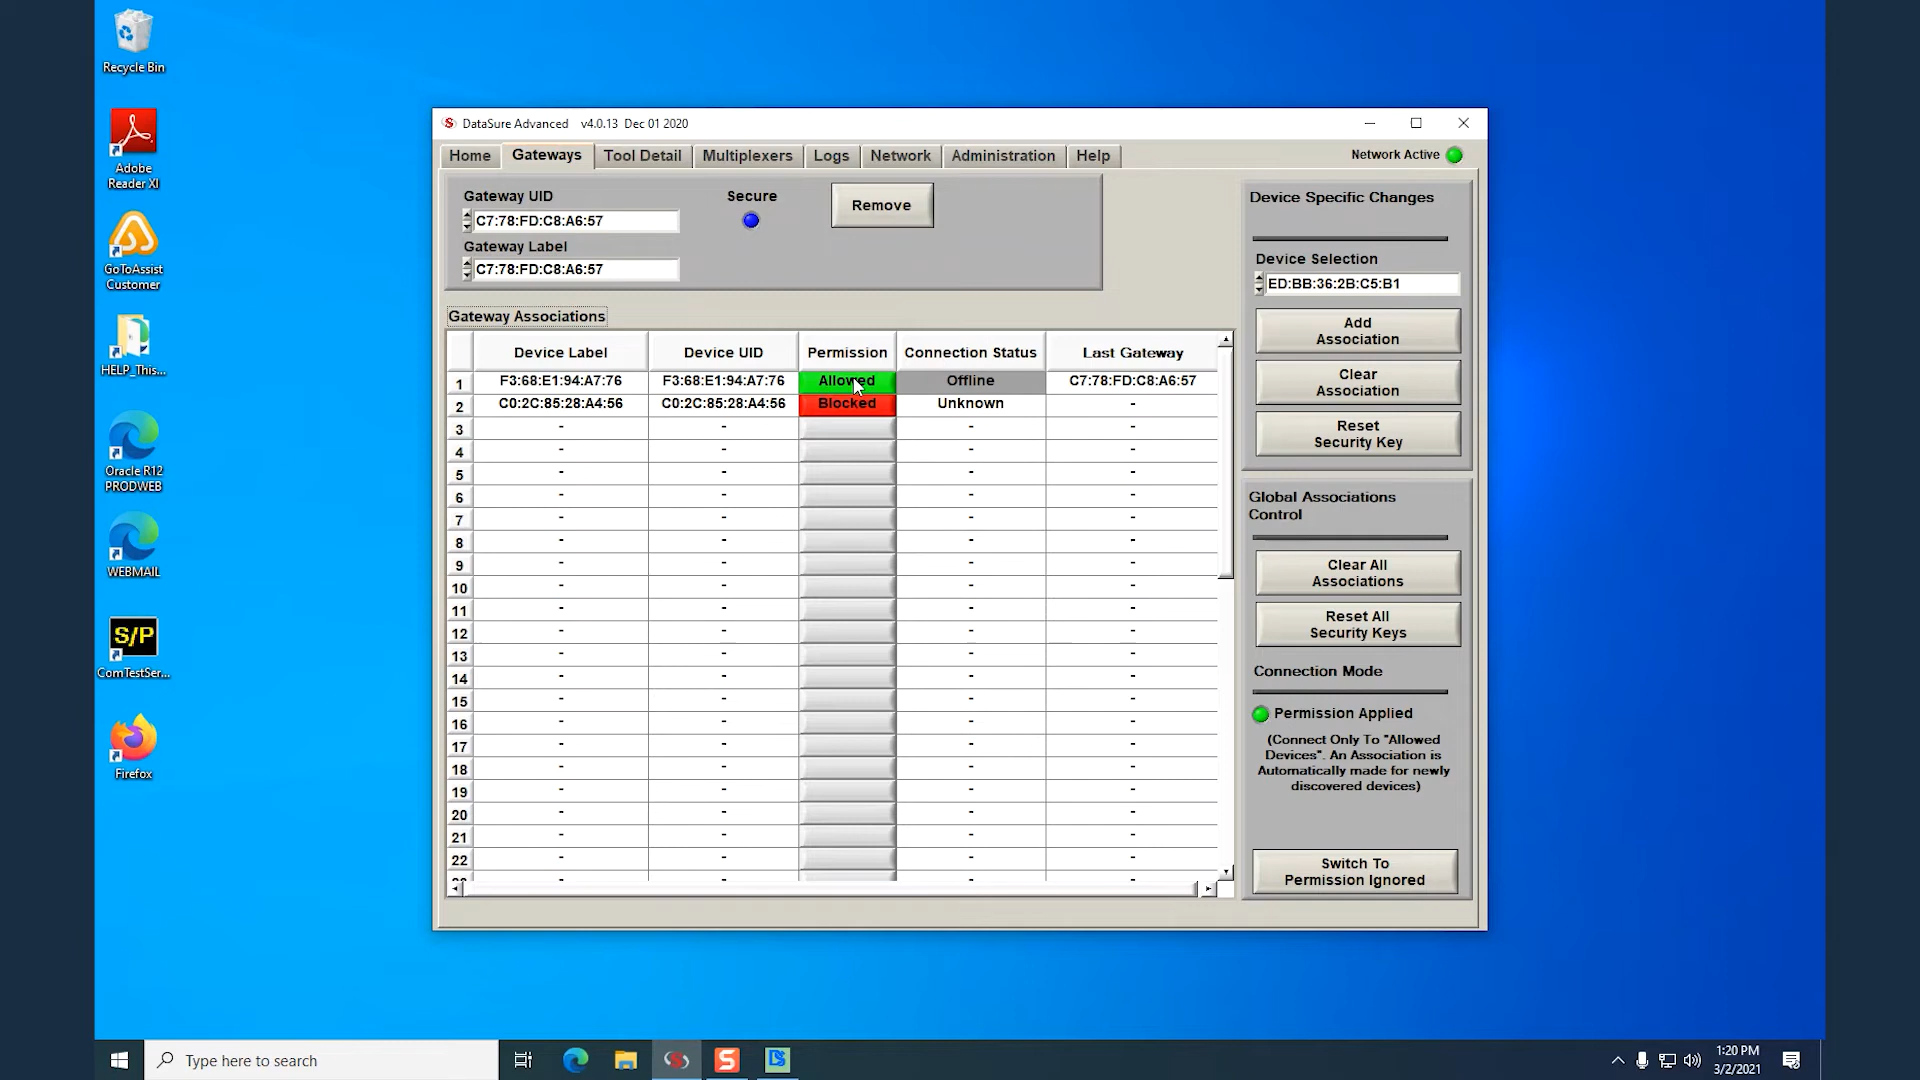 Recycle Bin
Adobe
Reader XI
GoToAssist
Customer
HELP_This...
Oracle R12
PRODWEB
WEBMAIL
S/P
ComTestSer...
Firefox
DataSure Advanced v4.0.13 Dec 01 2020
Home Gateways Tool Detail Multiplexers Logs Network Administration Help Network Active
Gateway UID
C7:78:FD:C8:A6:57
Gateway Label
C7:78:FD:C8:A6:57
Secure
Remove
Gateway Associations
Device Label Device UID Permission Connection Status Last Gateway
1 F3:68:E1:94:A7:76 F3:68:E1:94:A7:76 Allowed Offline C7:78:FD:C8:A6:57
2 C0:2C:85:28:A4:56 C0:2C:85:28:A4:56 Blocked Unknown -
3 - - - -
4 - - - -
5 - - - -
6 - - - -
7 - - - -
8 - - - -
9 - - - -
10 - - - -
11 - - - -
12 - - - -
13 - - - -
14 - - - -
15 - - - -
16 - - - -
17 - - - -
18 - - - -
19 - - - -
20 - - - -
21 - - - -
22 - - - -
Device Specific Changes
Device Selection
ED:BB:36:2B:C5:B1
Add
Association
Clear
Association
Reset
Security Key
Global Associations
Control
Clear All
Associations
Reset All
Security Keys
Connection Mode
Permission Applied
(Connect Only To "Allowed
Devices". An Association is
Automatically made for newly
discovered devices)
Switch To
Permission Ignored
Type here to search
1:20 PM
3/2/2021